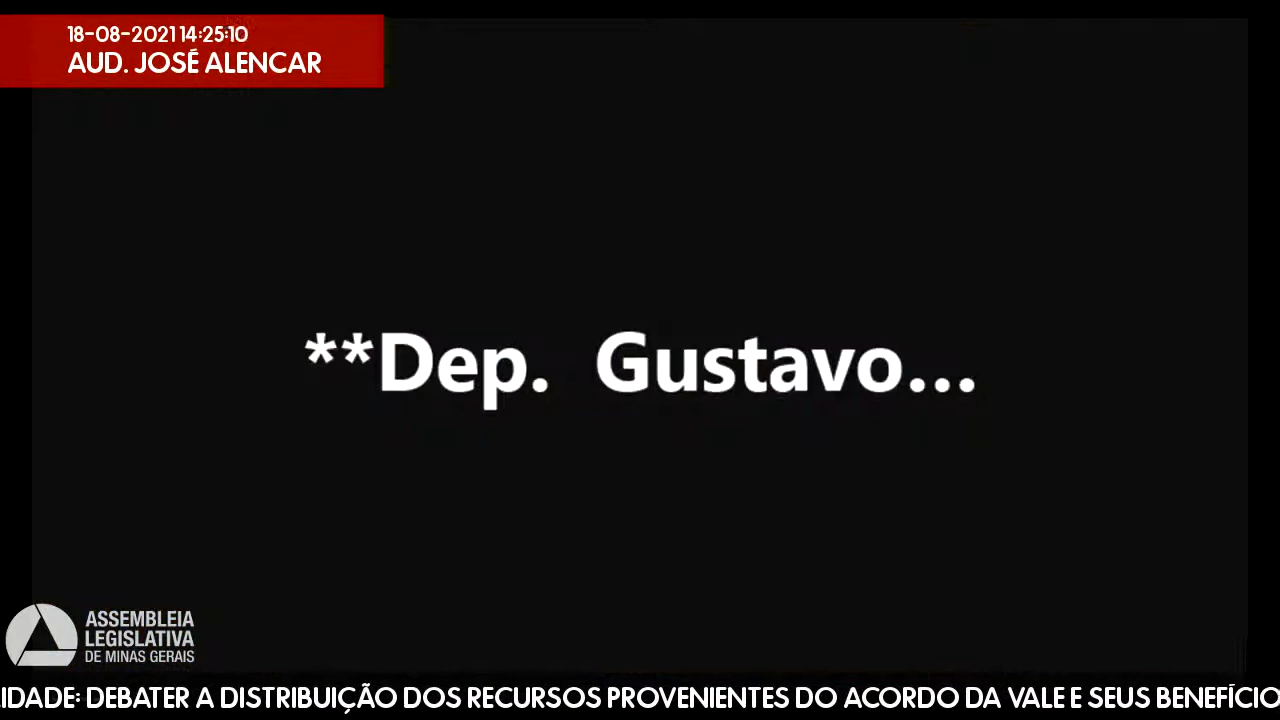 18-08-2021 14:25:10
AUD. JOSÉ ALENCAR
**Dep. Gustavo...
ASSEMBLEIA
LEGISLATIVA
DE MINAS GERAIS
LIDADE: DEBATER A DISTRIBUIÇÃO DOS RECURSOS PROVENIENTES DO ACORDO DA VALE E SEUS BENEFÍCIO